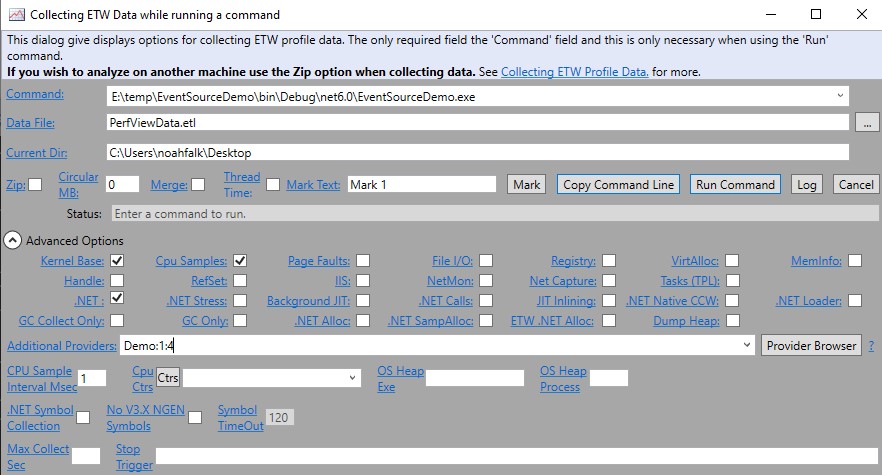 Collecting ETW Data while running a command
This dialog give displays options for collecting ETW profile data. The only required field the 'Command' field and this is only necessary when using the 'Run'
command.
If you wish to analyze on another machine use the Zip option when collecting data. See Collecting ETW Profile Data. for more.
Command: E:\temp\EventSourceDemo\bin\Debug\net6.0\EventSourceDemo.exe
Data File: PerfViewData.etl ...
Current Dir: C:\Users\noahfalk\Desktop
Zip: Circular MB: 0 Merge: Thread Time: Mark Text: Mark 1 Mark Copy Command Line Run Command Log Cancel
Status: Enter a command to run.
Advanced Options
Kernel Base: Cpu Samples: Page Faults: File I/O: Registry: VirtAlloc: MemInfo:
Handle: RefSet: IIS: NetMon: Net Capture: Tasks (TPL):
.NET : .NET Stress: Background JIT: .NET Calls: JIT Inlining: .NET Native CCW: .NET Loader:
GC Collect Only: GC Only: .NET Alloc: .NET SampAlloc: ETW .NET Alloc: Dump Heap:
Additional Providers: Demo:1:4 Provider Browser ?
CPU Sample Interval Msec 1 Cpu Ctrs Ctrs OS Heap Exe OS Heap Process
.NET Symbol Collection No V3.X NGEN Symbols Symbol TimeOut 120
Max Collect Sec Stop Trigger